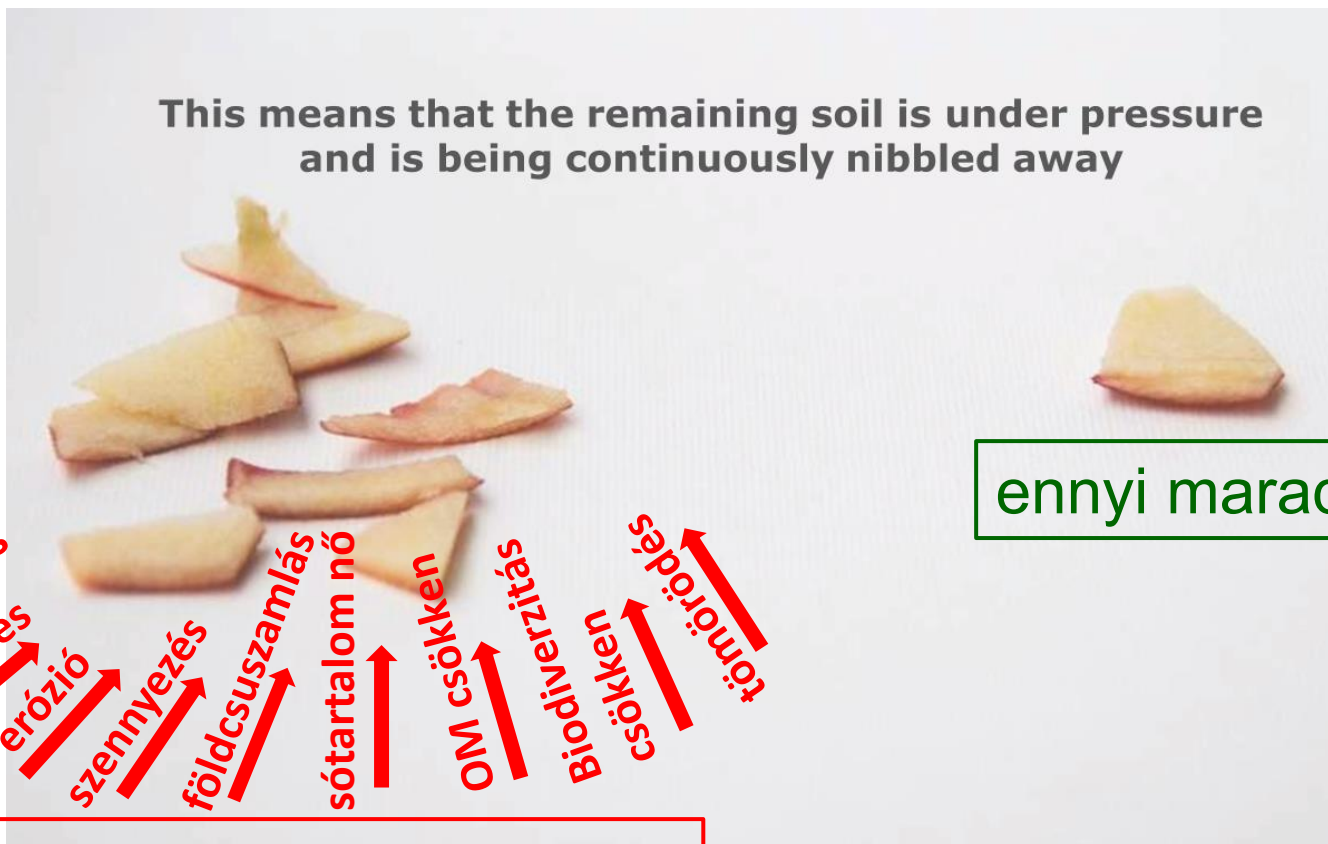 This means that the remaining soil is under pressure
and is being continuously nibbled away
ennyi marad
erózió
szennyezés
földcsuszamlás
sótartalom nő
OM csökken
Biodiverzitás
csökken
tömörödés